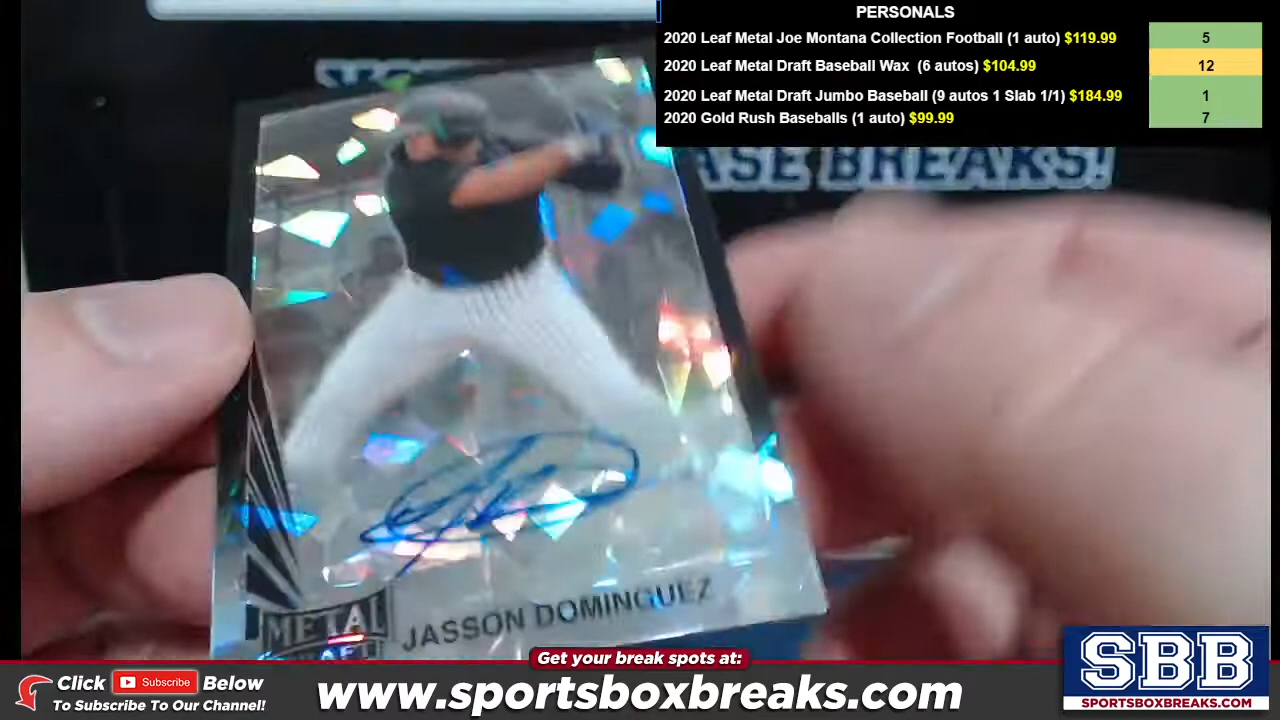 PERSONALS
2020 Leaf Metal Joe Montana Collection Football (1 auto) $119.99 5
2020 Leaf Metal Draft Baseball Wax (6 autos) $104.99 12
2020 Leaf Metal Draft Jumbo Baseball (9 autos 1 Slab 1/1) $184.99 1
2020 Gold Rush Baseballs (1 auto) $99.99 7
BREAKS!
METAL
JASSON DOMINGUEZ
Get your break spots at:
Click Subscribe Below
To Subscribe To Our Channel!
www.sportsboxbreaks.com
SBB
SPORTSBOXBREAKS.COM